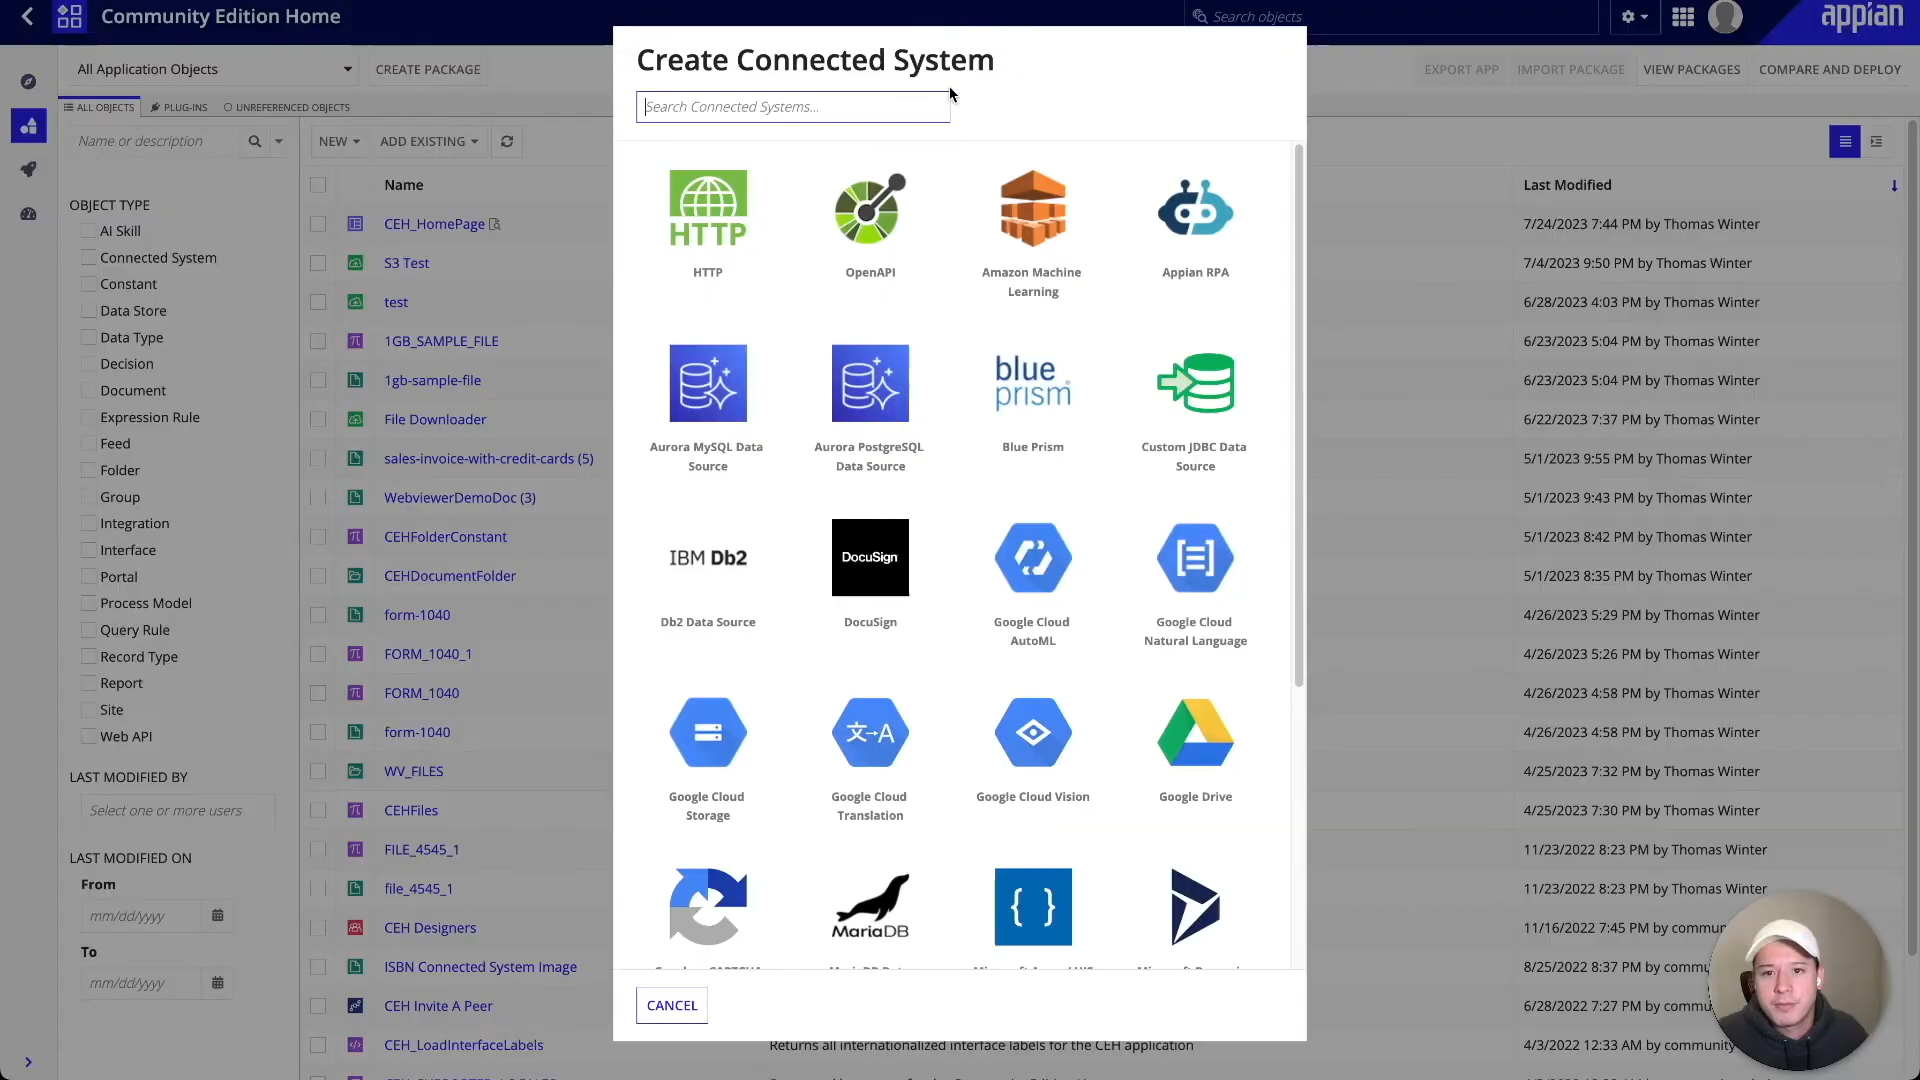 Community Edition Home
Search objects
appian
All Application Objects
CREATE PACKAGE
EXPORT APP
IMPORT PACKAGE
VIEW PACKAGES
COMPARE AND DEPLOY
ALL OBJECTS
PLUG-INS
UNREFERENCED OBJECTS
Name or description
NEW
ADD EXISTING
OBJECT TYPE
AI Skill
Connected System
Constant
Data Store
Data Type
Decision
Document
Expression Rule
Feed
Folder
Group
Integration
Interface
Portal
Process Model
Query Rule
Record Type
Report
Site
Web API
LAST MODIFIED BY
Select one or more users
LAST MODIFIED ON
From
mm/dd/yyyy
To
mm/dd/yyyy
Name
CEH_HomePage
S3 Test
test
1GB_SAMPLE_FILE
1gb-sample-file
File Downloader
sales-invoice-with-credit-cards (5)
WebviewerDemoDoc (3)
CEHFolderConstant
CEHDocumentFolder
form-1040
FORM_1040_1
FORM_1040
form-1040
WV_FILES
CEHFiles
FILE_4545_1
file_4545_1
CEH Designers
ISBN Connected System Image
CEH Invite A Peer
CEH_LoadInterfaceLabels
Returns all internationalized interface labels for the CEH application
Create Connected System
Search Connected Systems...
HTTP
HTTP
OpenAPI
Amazon Machine
Learning
Appian RPA
Aurora MySQL Data
Source
Aurora PostgreSQL
Data Source
blue
prism
Blue Prism
Custom JDBC Data
Source
IBM Db2
Db2 Data Source
DocuSign
DocuSign
Google Cloud
AutoML
Google Cloud
Natural Language
Google Cloud
Storage
文→A
Google Cloud
Translation
Google Cloud Vision
Google Drive
MariaDB
{ }
CANCEL
Last Modified
7/24/2023 7:44 PM by Thomas Winter
7/4/2023 9:50 PM by Thomas Winter
6/28/2023 4:03 PM by Thomas Winter
6/23/2023 5:04 PM by Thomas Winter
6/23/2023 5:04 PM by Thomas Winter
6/22/2023 7:37 PM by Thomas Winter
5/1/2023 9:55 PM by Thomas Winter
5/1/2023 9:43 PM by Thomas Winter
5/1/2023 8:42 PM by Thomas Winter
5/1/2023 8:35 PM by Thomas Winter
4/26/2023 5:29 PM by Thomas Winter
4/26/2023 5:26 PM by Thomas Winter
4/26/2023 4:58 PM by Thomas Winter
4/26/2023 4:58 PM by Thomas Winter
4/25/2023 7:32 PM by Thomas Winter
4/25/2023 7:30 PM by Thomas Winter
11/23/2022 8:23 PM by Thomas Winter
11/23/2022 8:23 PM by Thomas Winter
11/16/2022 7:45 PM by commu
8/25/2022 8:37 PM by commu
6/28/2022 7:27 PM by commu
4/3/2022 12:33 AM by community